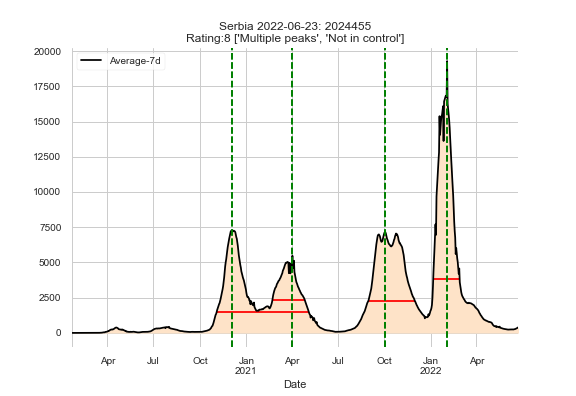 Serbia 2022-06-23: 2024455
Rating:8 ['Multiple peaks', 'Not in control']
Average-7d
20000
17500
15000
12500
10000
7500
5000
2500
0
Apr Jul Oct Jan Apr Jul Oct Jan Apr
2021 2022
Date